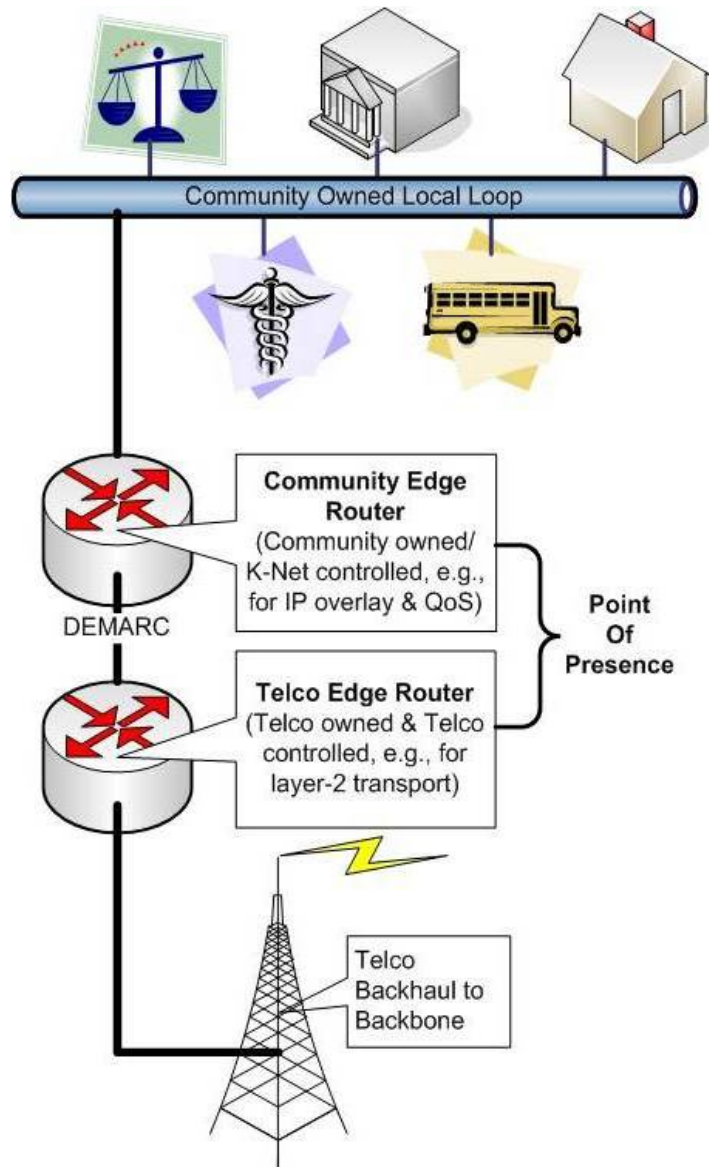 Community Owned Local Loop
Community Edge
Router
(Community owned/
K-Net controlled, e.g.,
for IP overlay & QoS)
DEMARC
Point
Of
Presence
Telco Edge Router
(Telco owned & Telco
controlled, e.g., for
layer-2 transport)
Telco
Backhaul to
Backbone